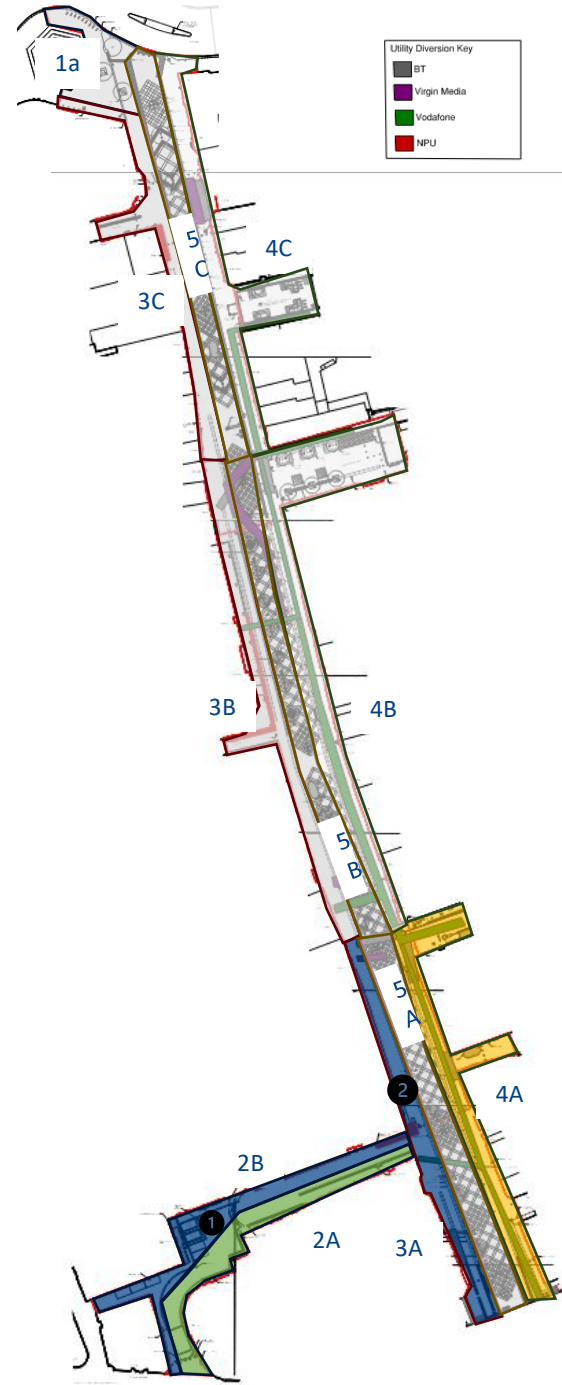 Utility Diversion Key
BT
Virgin Media
Vodafone
NPU
1a
5
C
4C
3C
3B
4B
5
B
5
A
2
4A
2B
1
2A
3A